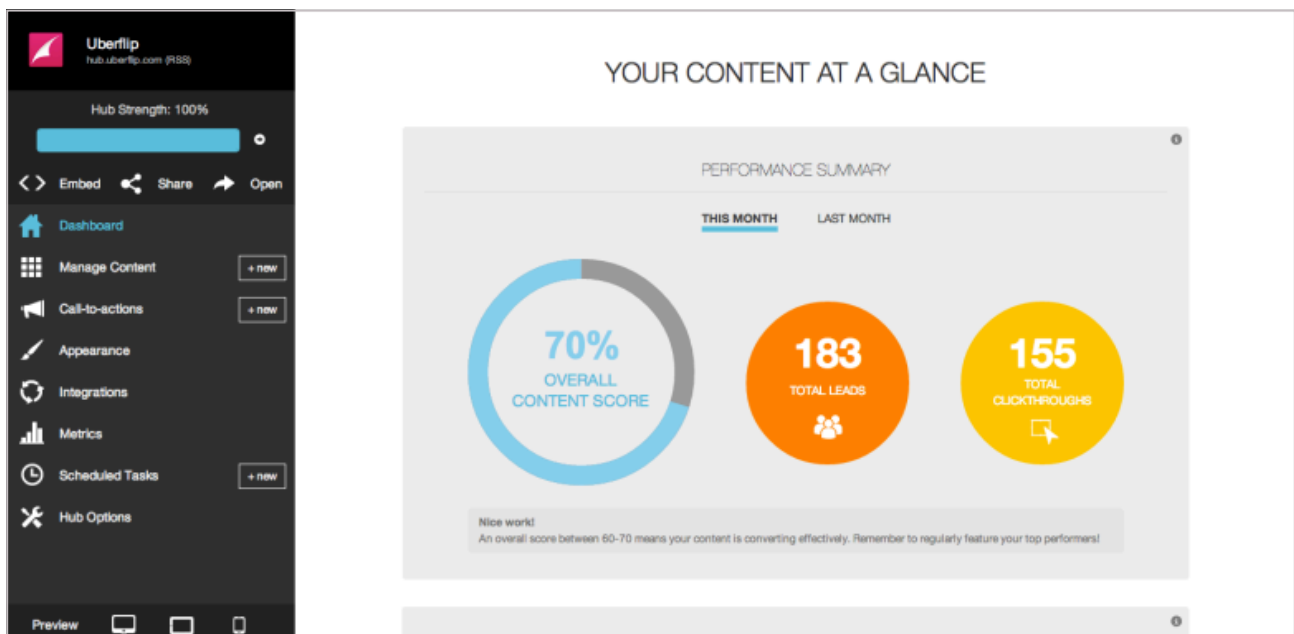 Uberflip
hub.uberflip.com (RSS)
Hub Strength: 100%
Embed
Share
Open
Dashboard
Manage Content
+ new
Call-to-actions
+ new
Appearance
Integrations
Metrics
Scheduled Tasks
+ new
Hub Options
Preview
YOUR CONTENT AT A GLANCE
PERFORMANCE SUMMARY
THIS MONTH
LAST MONTH
70%
OVERALL
CONTENT SCORE
183
TOTAL LEADS
155
TOTAL
CLICKTHROUGHS
Nice work!
An overall score between 60-70 means your content is converting effectively. Remember to regularly feature your top performers!